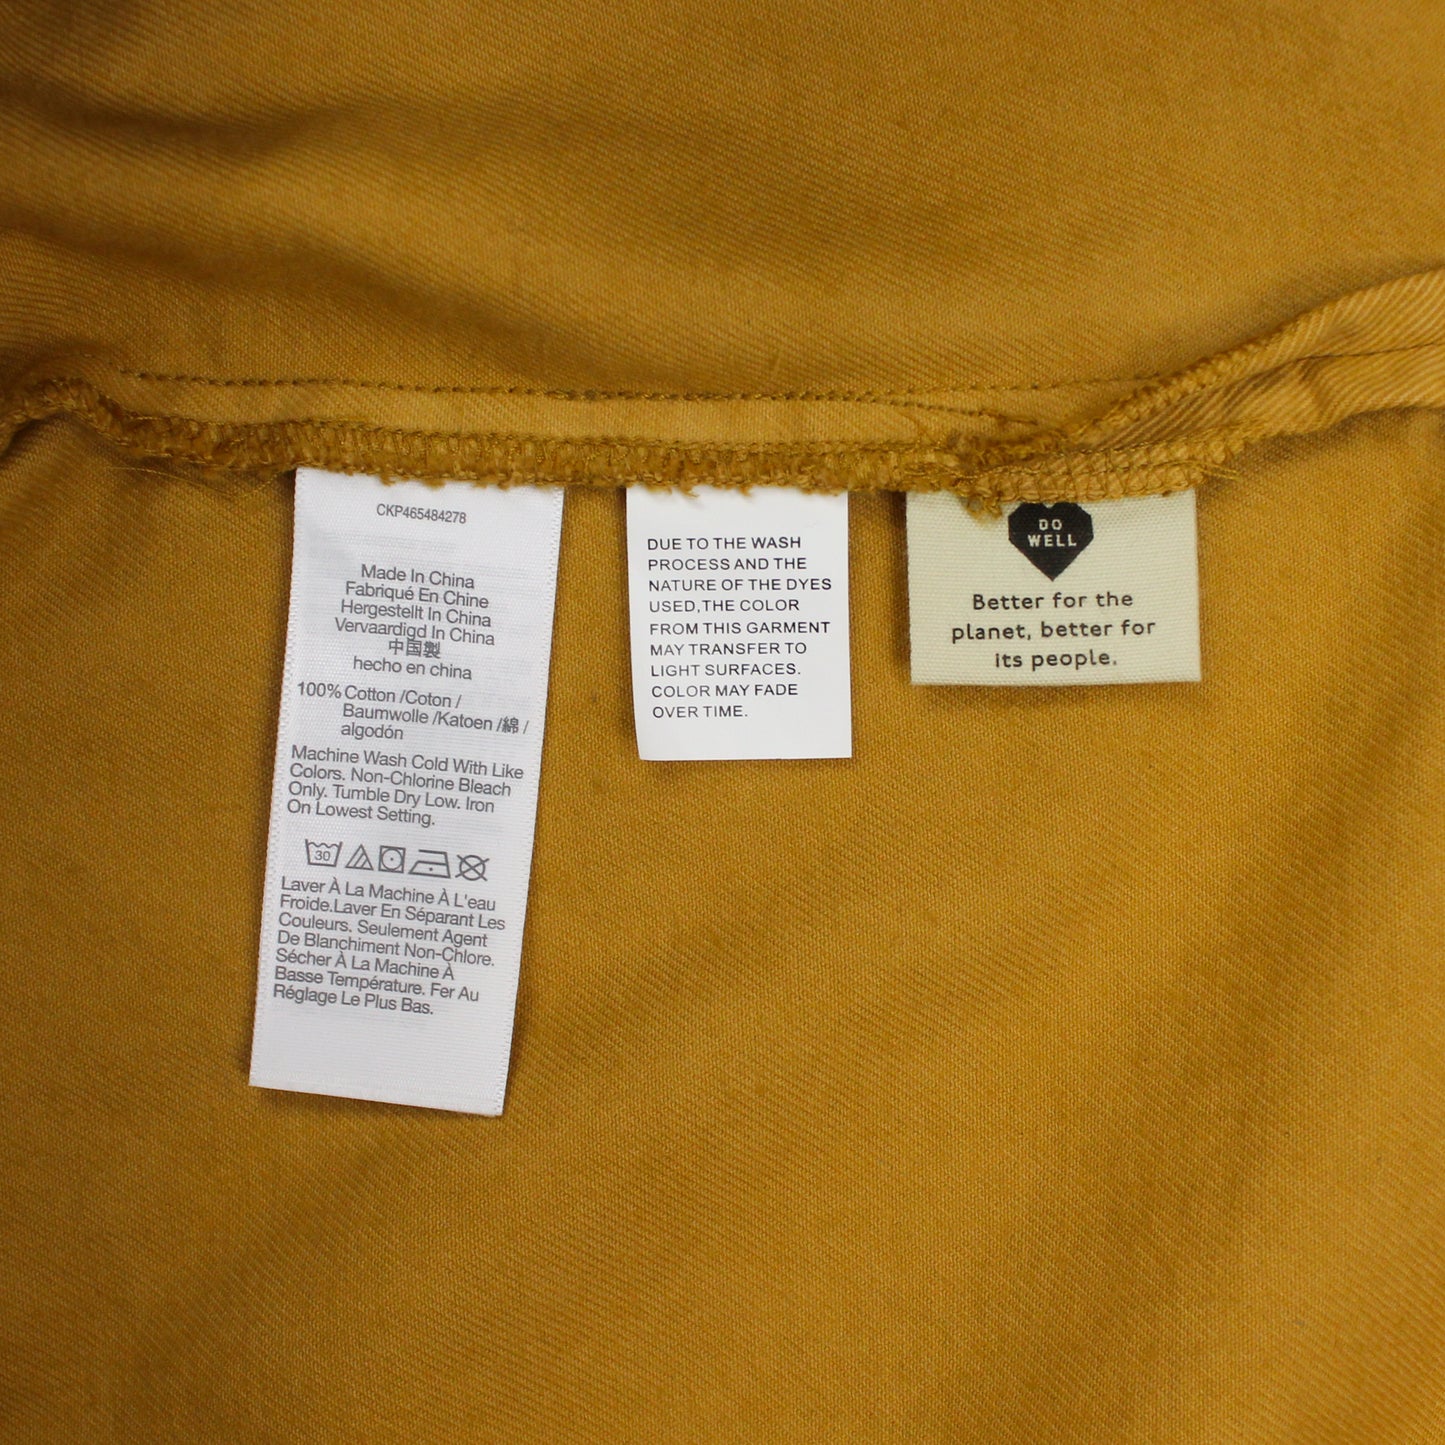 CKP465484278
Made In China
Fabriqué En Chine
Hergestellt In China
Vervaardigd In China
中国製
hecho en china
100% Cotton /Coton /
Baumwolle /Katoen /綿 /
algodón
Machine Wash Cold With Like
Colors. Non-Chlorine Bleach
Only. Tumble Dry Low. Iron
On Lowest Setting.
30
Laver À La Machine À L'eau
Froide.Laver En Séparant Les
Couleurs. Seulement Agent
De Blanchiment Non-Chlore.
Sécher À La Machine À
Basse Température. Fer Au
Réglage Le Plus Bas.
DUE TO THE WASH
PROCESS AND THE
NATURE OF THE DYES
USED,THE COLOR
FROM THIS GARMENT
MAY TRANSFER TO
LIGHT SURFACES.
COLOR MAY FADE
OVER TIME.
DO
WELL
Better for the
planet, better for
its people.